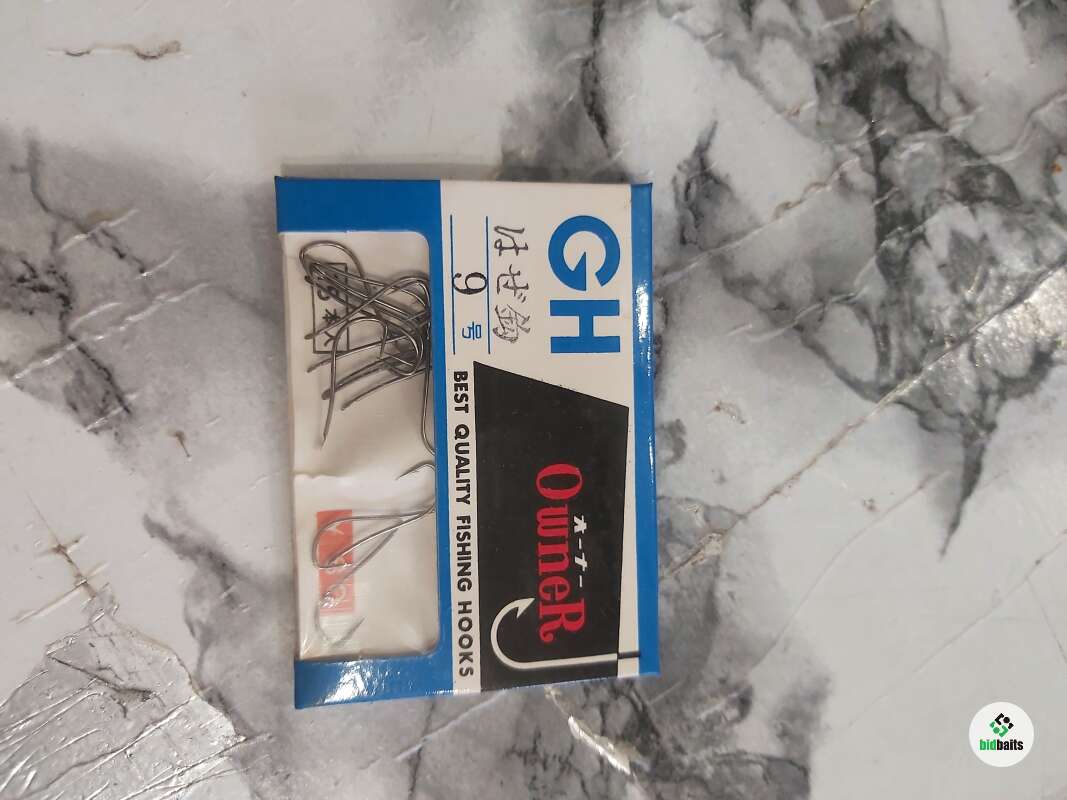 GH
はぜ鈎
9号
オーナー
OwneR
BEST QUALITY FISHING HOOKS
bidbaits